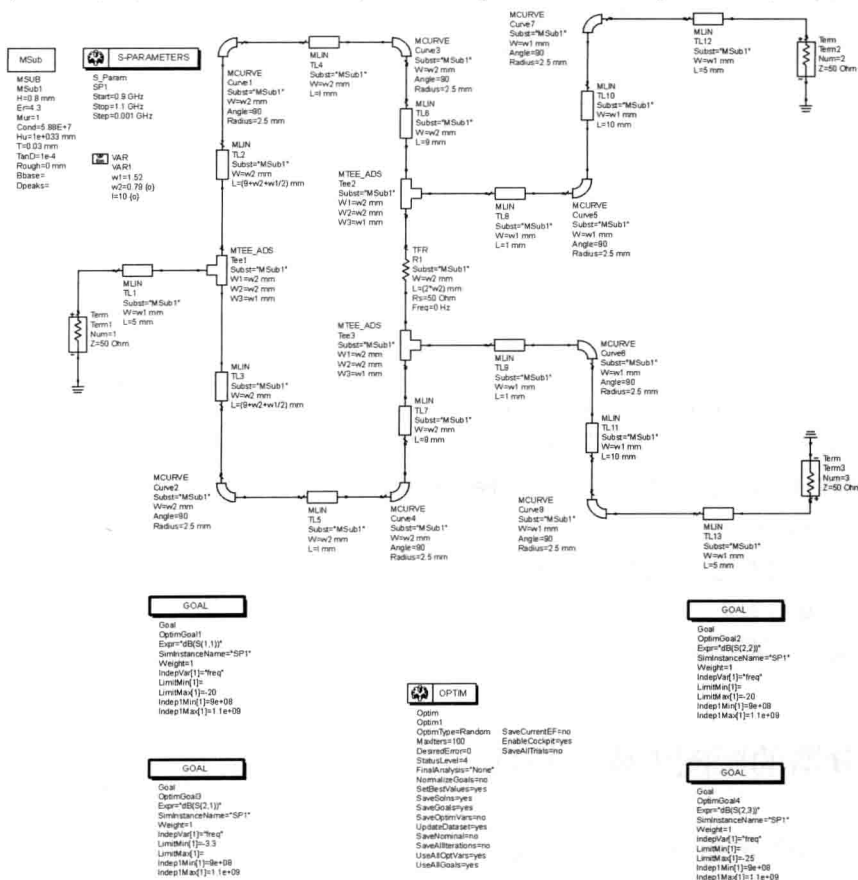 MSub
MSUB
MSub1
H=0.8 mm
Er=4.3
Mur=1
Cond=5.88E+7
Hu=1e+033 mm
T=0.03 mm
TanD=1e-4
Rough=0 mm
Bbase=
Dpeaks=
S-PARAMETERS
S_Param
SP1
Start=0.9 GHz
Stop=1.1 GHz
Step=0.001 GHz
VAR
VAR1
w1=1.52
w2=0.79 {o}
l=10 {o}
MCURVE
Curve1
Subst="MSub1"
W=w2 mm
Angle=90
Radius=2.5 mm
MLIN
TL4
Subst="MSub1"
W=w2 mm
L=l mm
MCURVE
Curve3
Subst="MSub1"
W=w2 mm
Angle=90
Radius=2.5 mm
MLIN
TL6
Subst="MSub1"
W=w2 mm
L=9 mm
MCURVE
Curve7
Subst="MSub1"
W=w1 mm
Angle=90
Radius=2.5 mm
MLIN
TL12
Subst="MSub1"
W=w1 mm
L=5 mm
Term
Term2
Num=2
Z=50 Ohm
MLIN
TL10
Subst="MSub1"
W=w1 mm
L=10 mm
MLIN
TL2
Subst="MSub1"
W=w2 mm
L=(9+w2+w1/2) mm
MTEE_ADS
Tee2
Subst="MSub1"
W1=w2 mm
W2=w2 mm
W3=w1 mm
MLIN
TL8
Subst="MSub1"
W=w1 mm
L=1 mm
MCURVE
Curve5
Subst="MSub1"
W=w1 mm
Angle=90
Radius=2.5 mm
MTEE_ADS
Tee1
Subst="MSub1"
W1=w2 mm
W2=w2 mm
W3=w1 mm
MLIN
TL1
Subst="MSub1"
W=w1 mm
L=5 mm
Term
Term1
Num=1
Z=50 Ohm
TFR
R1
Subst="MSub1"
W=w2 mm
L=(2*w2) mm
Rs=50 Ohm
Freq=0 Hz
MTEE_ADS
Tee3
Subst="MSub1"
W1=w2 mm
W2=w2 mm
W3=w1 mm
MLIN
TL9
Subst="MSub1"
W=w1 mm
L=1 mm
MCURVE
Curve6
Subst="MSub1"
W=w1 mm
Angle=90
Radius=2.5 mm
MLIN
TL3
Subst="MSub1"
W=w2 mm
L=(9+w2+w1/2) mm
MLIN
TL7
Subst="MSub1"
W=w2 mm
L=9 mm
MLIN
TL11
Subst="MSub1"
W=w1 mm
L=10 mm
Term
Term3
Num=3
Z=50 Ohm
MCURVE
Curve2
Subst="MSub1"
W=w2 mm
Angle=90
Radius=2.5 mm
MLIN
TL5
Subst="MSub1"
W=w2 mm
L=l mm
MCURVE
Curve4
Subst="MSub1"
W=w2 mm
Angle=90
Radius=2.5 mm
MCURVE
Subst="MSub1"
W=w1 mm
Angle=90
Radius=2.5 mm
MLIN
TL13
Subst="MSub1"
W=w1 mm
L=5 mm
GOAL
Goal
OptimGoal1
Expr="dB(S(1,1))"
SimInstanceName="SP1"
Weight=1
IndepVar[1]="freq"
LimitMin[1]=
LimitMax[1]=-20
Indep1Min[1]=9e+08
Indep1Max[1]=1.1e+09
GOAL
Goal
OptimGoal2
Expr="dB(S(2,2))"
SimInstanceName="SP1"
Weight=1
IndepVar[1]="freq"
LimitMin[1]=
LimitMax[1]=-20
Indep1Min[1]=9e+08
Indep1Max[1]=1.1e+09
OPTIM
Optim
Optim1
OptimType=Random
MaxIters=100
DesiredError=0
StatusLevel=4
FinalAnalysis="None"
NormalizeGoals=no
SetBestValues=yes
SaveSolns=yes
SaveGoals=yes
SaveOptimVars=no
UpdateDataset=yes
SaveNominal=no
SaveAllIterations=no
UseAllOptVars=yes
UseAllGoals=yes
SaveCurrentEF=no
EnableCockpit=yes
SaveAllTrials=no
GOAL
Goal
OptimGoal3
Expr="dB(S(2,1))"
SimInstanceName="SP1"
Weight=1
IndepVar[1]="freq"
LimitMin[1]=-3.3
LimitMax[1]=
Indep1Min[1]=9e+08
Indep1Max[1]=1.1e+09
GOAL
Goal
OptimGoal4
Expr="dB(S(2,3))"
SimInstanceName="SP1"
Weight=1
IndepVar[1]="freq"
LimitMin[1]=
LimitMax[1]=-25
Indep1Min[1]=9e+08
Indep1Max[1]=1.1e+09